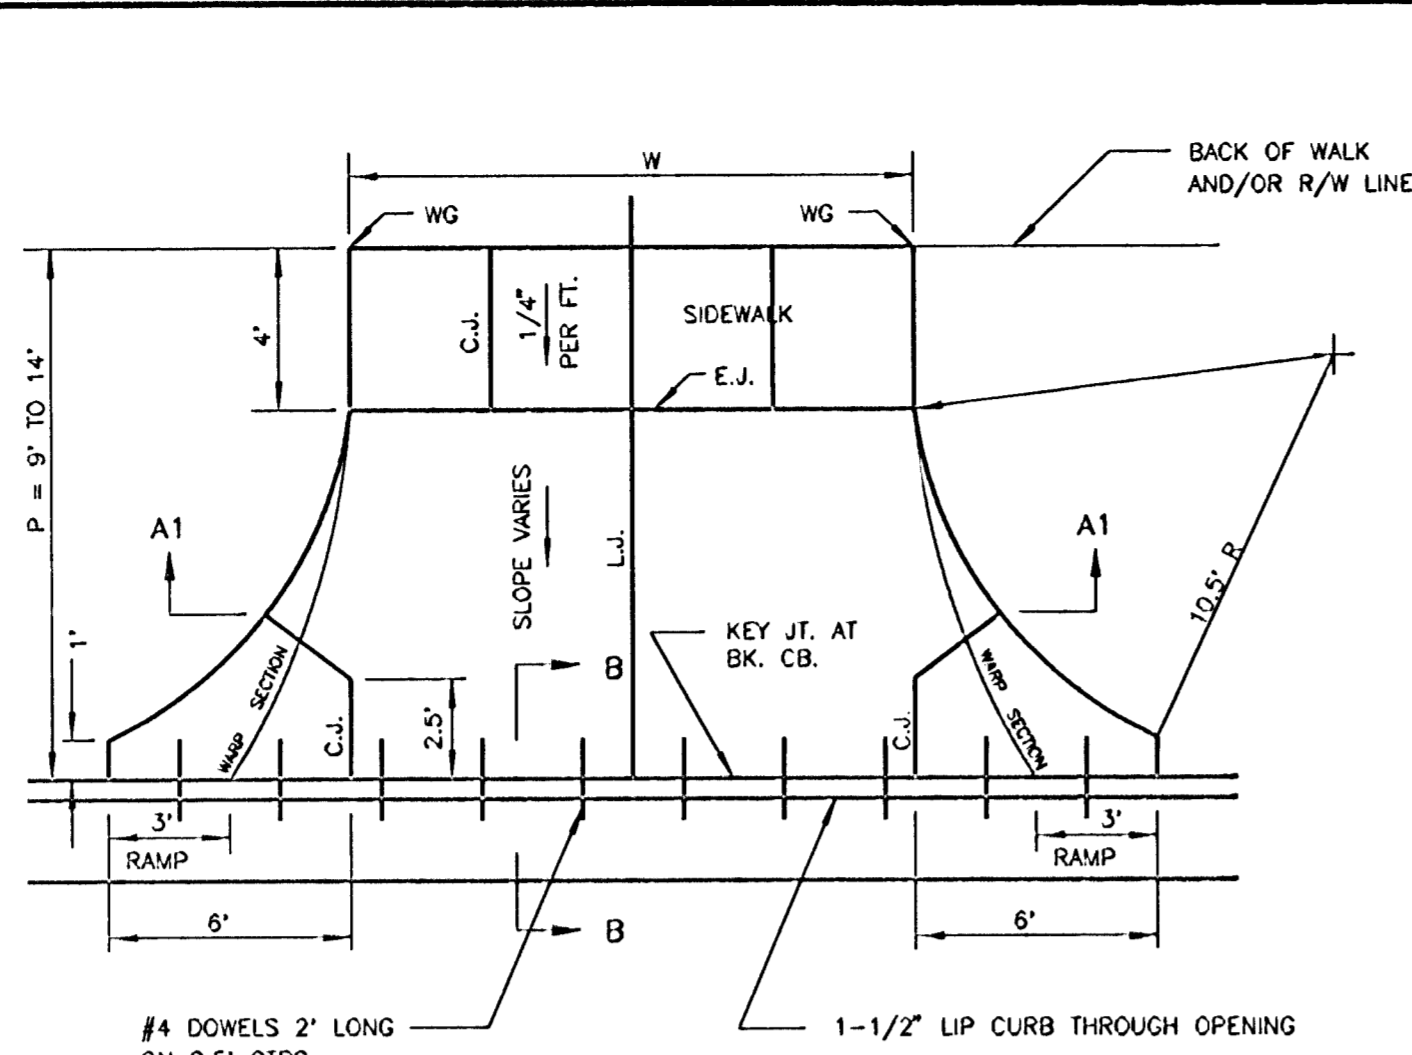 W
BACK OF WALK
AND/OR R/W LINE
WG
WG
4'
C.J.
1/4"
PER FT.
SIDEWALK
E.J.
P = 9' TO 14'
A1
SLOPE VARIES
L.J.
A1
10.5' R
1'
WARP SECTION
C.J.
2.5'
B
KEY JT. AT
BK. CB.
C.J.
WARP SECTION
3'
RAMP
3'
RAMP
6'
B
6'
#4 DOWELS 2' LONG
1-1/2" LIP CURB THROUGH OPENING